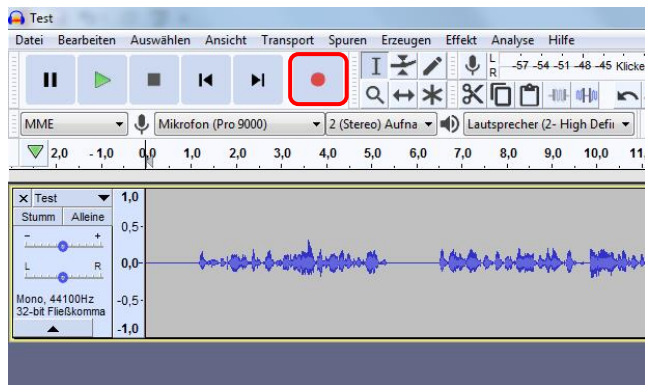 Test
Datei Bearbeiten Auswählen Ansicht Transport Spuren Erzeugen Effekt Analyse Hilfe
L
R
-57 -54 -51 -48 -45 Klicke
MME Mikrofon (Pro 9000) 2 (Stereo) Aufna Lautsprecher (2- High Defi
2,0 - 1,0 0,0 1,0 2,0 3,0 4,0 5,0 6,0 7,0 8,0 9,0 10,0 11,
x Test 1,0
Stumm Alleine
0,5-
- +
L R 0,0-
Mono, 44100Hz -0,5-
32-bit Fließkomma
-1,0